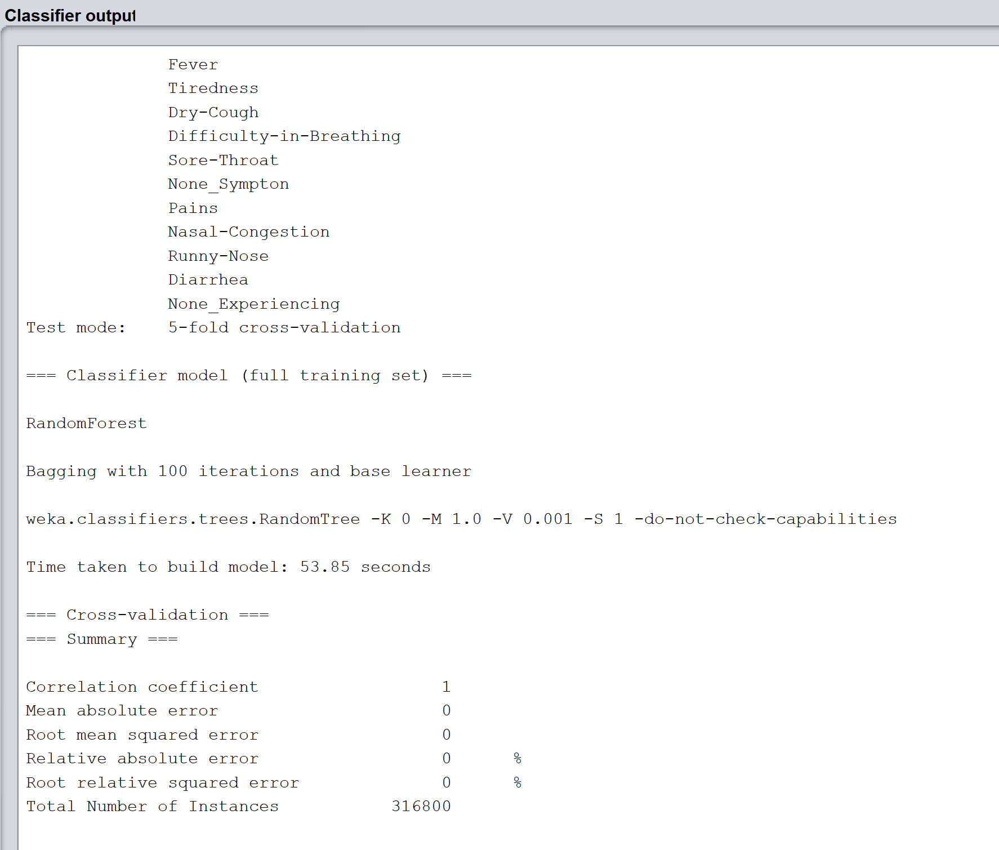 Classifier output
Fever
Tiredness
Dry-Cough
Difficulty-in-Breathing
Sore-Throat
None_Sympton
Pains
Nasal-Congestion
Runny-Nose
Diarrhea
None_Experiencing
Test mode:    5-fold cross-validation
=== Classifier model (full training set) ===
RandomForest
Bagging with 100 iterations and base learner
weka.classifiers.trees.RandomTree -K 0 -M 1.0 -V 0.001 -S 1 -do-not-check-capabilities
Time taken to build model: 53.85 seconds
=== Cross-validation ===
=== Summary ===
Correlation coefficient                  1
Mean absolute error                      0
Root mean squared error                  0
Relative absolute error                  0      %
Root relative squared error              0      %
Total Number of Instances           316800